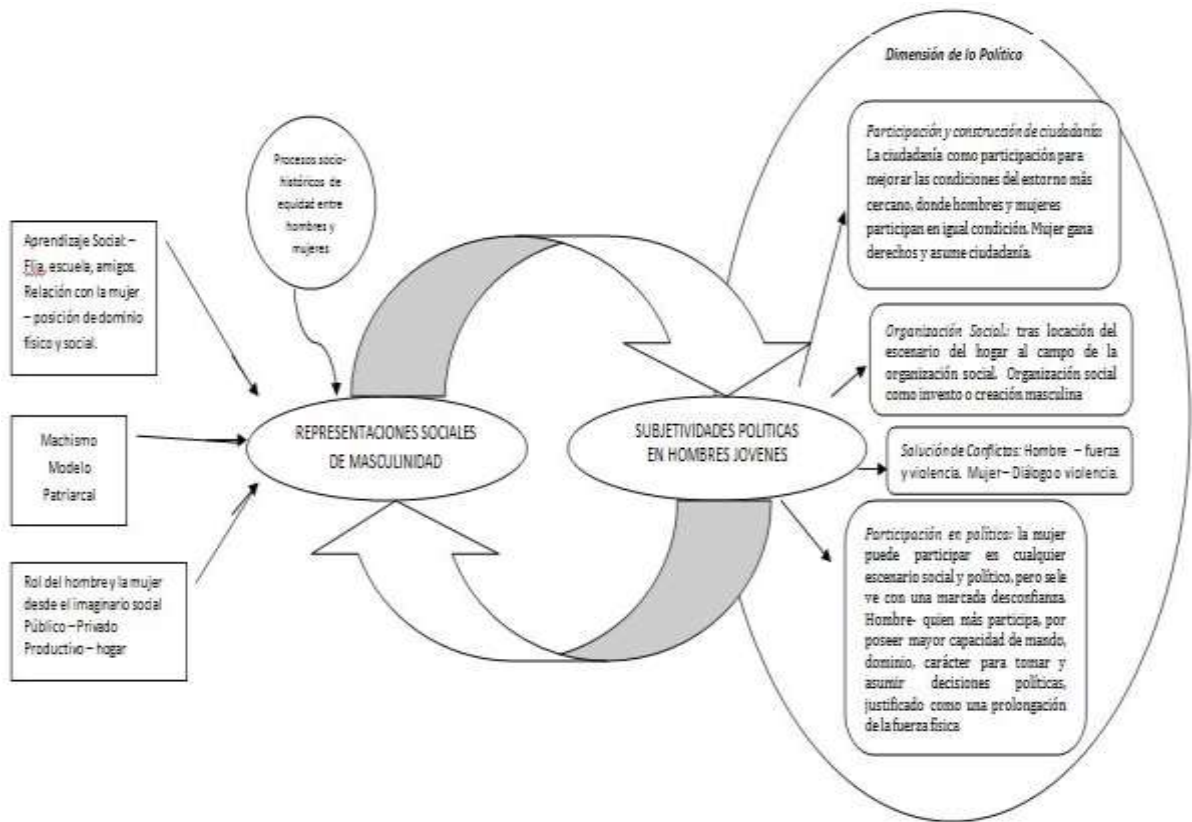 Dimensión de lo Político
Participación y construcción de ciudadanía:
La ciudadanía como participación para
mejorar las condiciones del entorno más
cercano, donde hombres y mujeres
participan en igual condición. Mujer gana
derechos y asume ciudadanía.
Procesos socio-
históricos de
equidad entre
hombres y
mujeres
Aprendizaje Social: –
Flia, escuela, amigos.
Relación con la mujer
– posición de dominio
físico y social.
Organización Social: tras locación del
escenario del hogar al campo de la
organización social. Organización social
como invento o creación masculina
REPRESENTACIONES SOCIALES
DE MASCULINIDAD
SUBJETIVIDADES POLITICAS
EN HOMBRES JOVENES
Machismo
Modelo
Patriarcal
Solución de Conflictos: Hombre – fuerza
y violencia. Mujer – Diálogo o violencia.
Participación en política: la mujer
puede participar en cualquier
escenario social y político, pero se le
ve con una marcada desconfianza.
Hombre- quien más participa, por
poseer mayor capacidad de mando,
dominio, carácter para tomar y
asumir decisiones políticas,
justificado como una prolongación
de la fuerza física
Rol del hombre y la mujer
desde el imaginario social
Público – Privado
Productivo – hogar